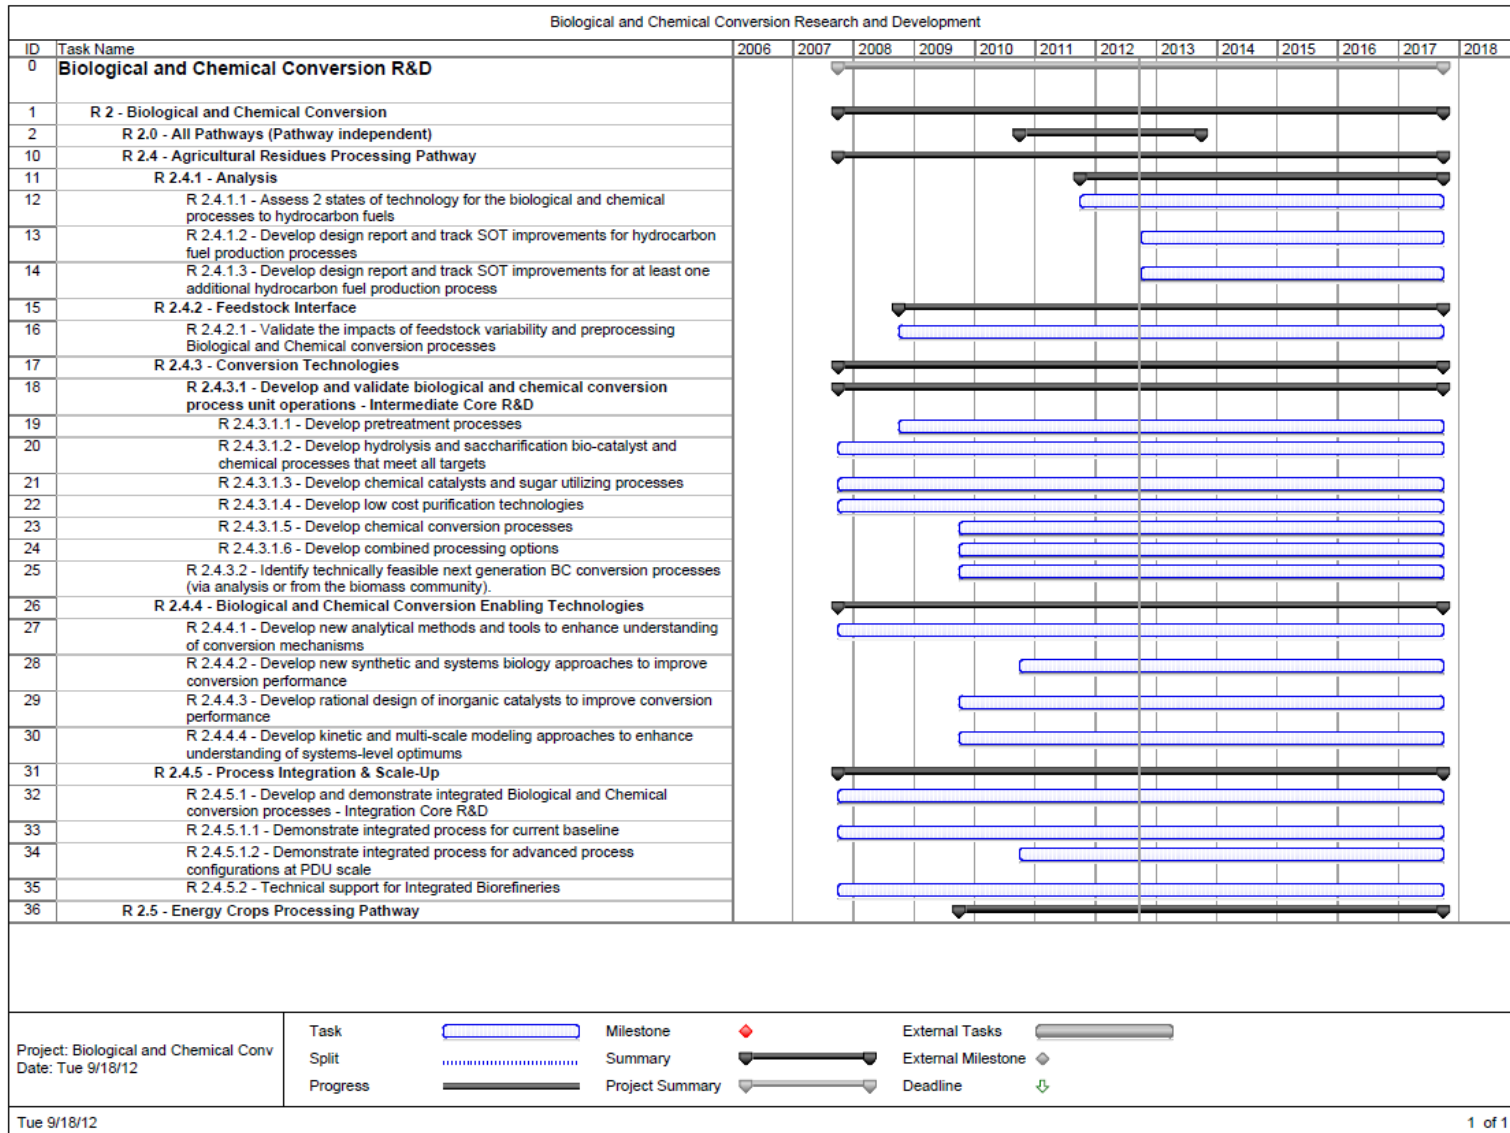 Biological and Chemical Conversion Research and Development
ID Task Name 2006 2007 2008 2009 2010 2011 2012 2013 2014 2015 2016 2017 2018
0 Biological and Chemical Conversion R&D
1 R 2 - Biological and Chemical Conversion
2 R 2.0 - All Pathways (Pathway independent)
10 R 2.4 - Agricultural Residues Processing Pathway
11 R 2.4.1 - Analysis
12 R 2.4.1.1 - Assess 2 states of technology for the biological and chemical
processes to hydrocarbon fuels
13 R 2.4.1.2 - Develop design report and track SOT improvements for hydrocarbon
fuel production processes
14 R 2.4.1.3 - Develop design report and track SOT improvements for at least one
additional hydrocarbon fuel production process
15 R 2.4.2 - Feedstock Interface
16 R 2.4.2.1 - Validate the impacts of feedstock variability and preprocessing
Biological and Chemical conversion processes
17 R 2.4.3 - Conversion Technologies
18 R 2.4.3.1 - Develop and validate biological and chemical conversion
process unit operations - Intermediate Core R&D
19 R 2.4.3.1.1 - Develop pretreatment processes
20 R 2.4.3.1.2 - Develop hydrolysis and saccharification bio-catalyst and
chemical processes that meet all targets
21 R 2.4.3.1.3 - Develop chemical catalysts and sugar utilizing processes
22 R 2.4.3.1.4 - Develop low cost purification technologies
23 R 2.4.3.1.5 - Develop chemical conversion processes
24 R 2.4.3.1.6 - Develop combined processing options
25 R 2.4.3.2 - Identify technically feasible next generation BC conversion processes
(via analysis or from the biomass community).
26 R 2.4.4 - Biological and Chemical Conversion Enabling Technologies
27 R 2.4.4.1 - Develop new analytical methods and tools to enhance understanding
of conversion mechanisms
28 R 2.4.4.2 - Develop new synthetic and systems biology approaches to improve
conversion performance
29 R 2.4.4.3 - Develop rational design of inorganic catalysts to improve conversion
performance
30 R 2.4.4.4 - Develop kinetic and multi-scale modeling approaches to enhance
understanding of systems-level optimums
31 R 2.4.5 - Process Integration & Scale-Up
32 R 2.4.5.1 - Develop and demonstrate integrated Biological and Chemical
conversion processes - Integration Core R&D
33 R 2.4.5.1.1 - Demonstrate integrated process for current baseline
34 R 2.4.5.1.2 - Demonstrate integrated process for advanced process
configurations at PDU scale
35 R 2.4.5.2 - Technical support for Integrated Biorefineries
36 R 2.5 - Energy Crops Processing Pathway
Project: Biological and Chemical Conv
Date: Tue 9/18/12
Task Milestone External Tasks
Split Summary External Milestone
Progress Project Summary Deadline
Tue 9/18/12 1 of 1